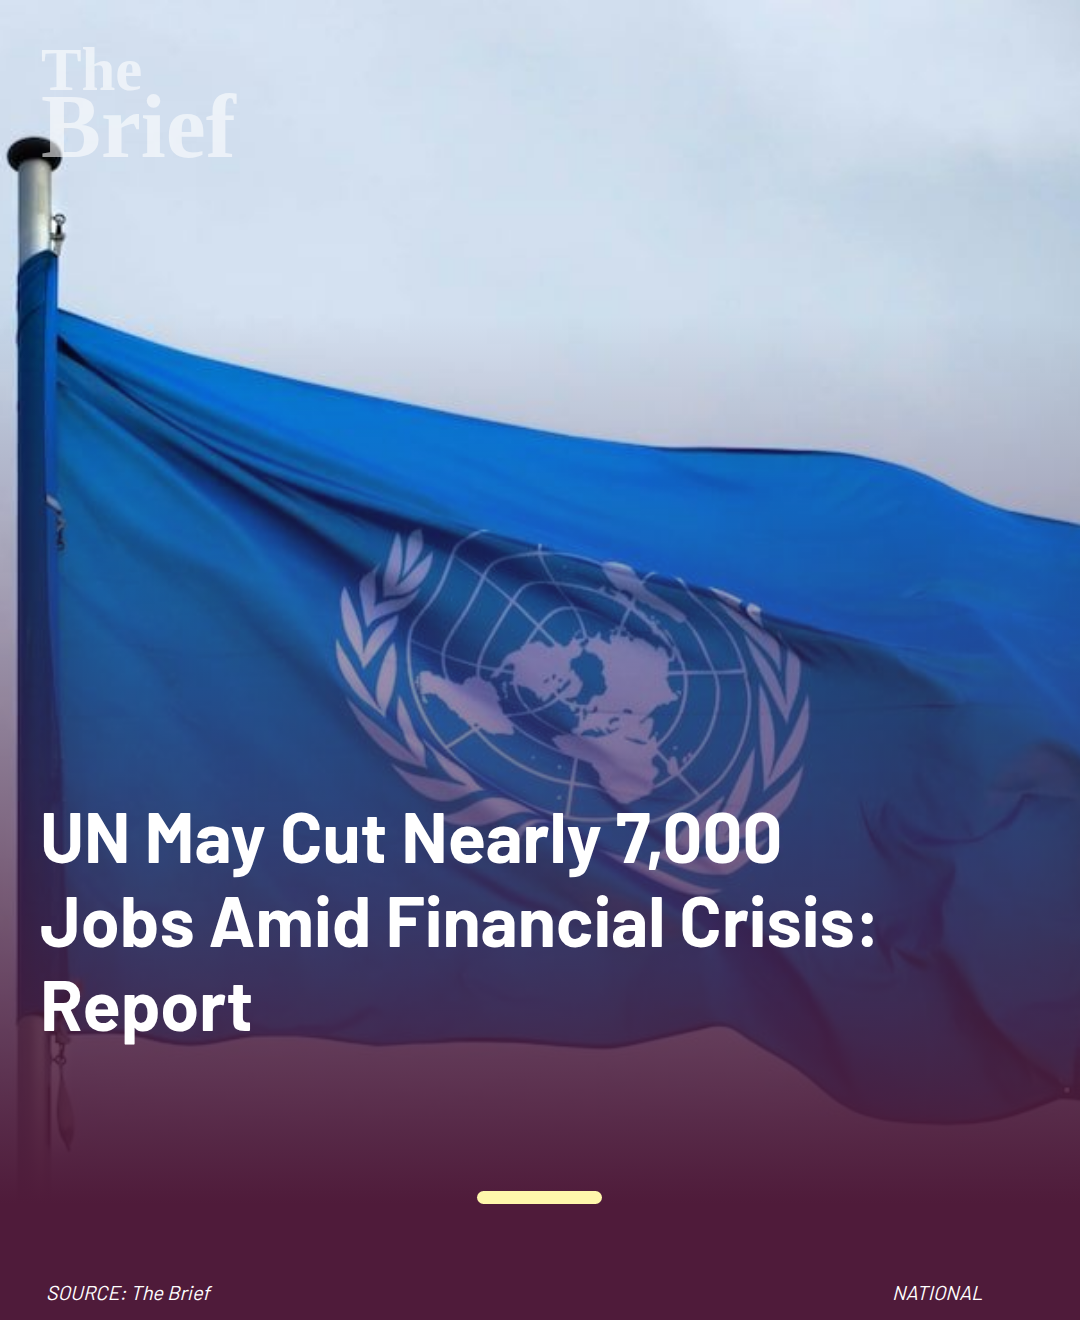 The
Brief
UN May Cut Nearly 7,000
Jobs Amid Financial Crisis:
Report
SOURCE: The Brief
NATIONAL